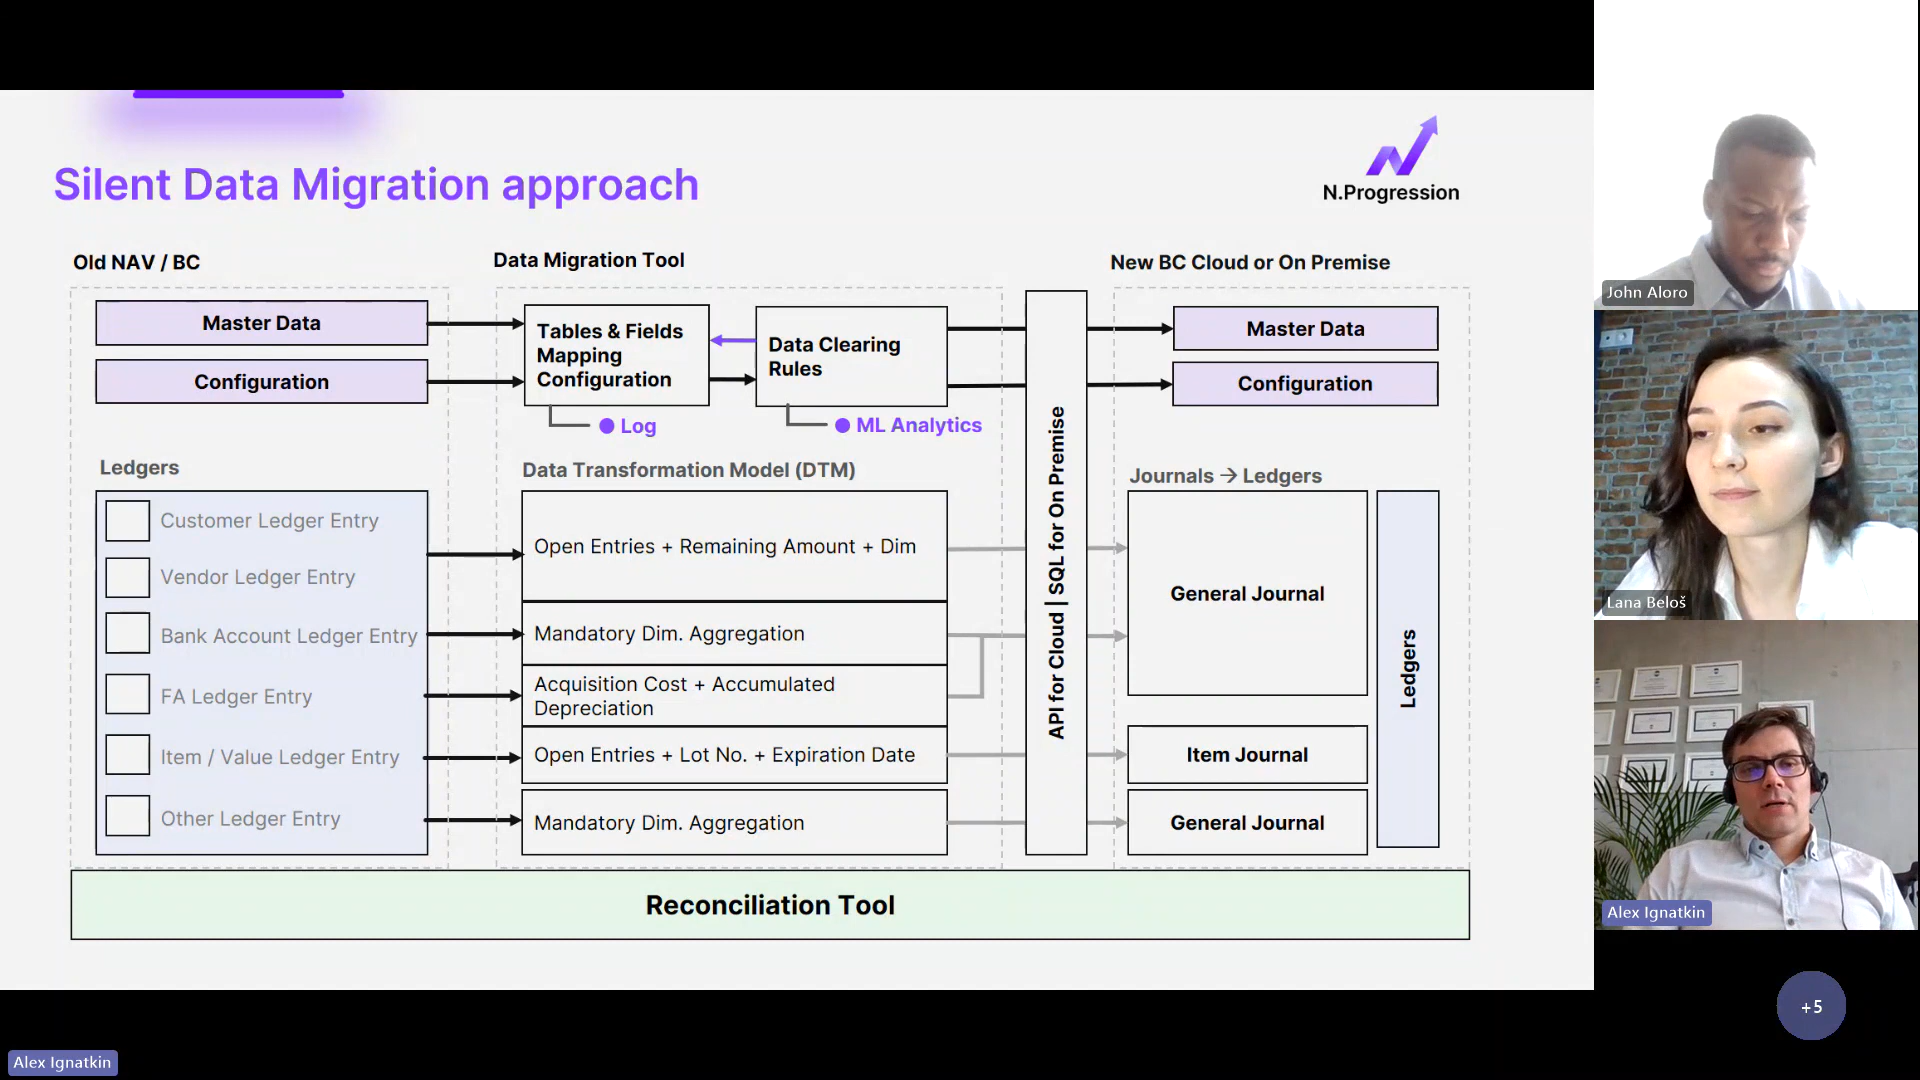 Silent Data Migration approach
N.Progression
Old NAV / BC
Data Migration Tool
New BC Cloud or On Premise
Master Data
Configuration
Tables & Fields
Mapping
Configuration
Data Clearing
Rules
Log
ML Analytics
Master Data
Configuration
Ledgers
Customer Ledger Entry
Vendor Ledger Entry
Bank Account Ledger Entry
FA Ledger Entry
Item / Value Ledger Entry
Other Ledger Entry
Data Transformation Model (DTM)
Open Entries + Remaining Amount + Dim
Mandatory Dim. Aggregation
Acquisition Cost + Accumulated
Depreciation
Open Entries + Lot No. + Expiration Date
Mandatory Dim. Aggregation
API for Cloud | SQL for On Premise
Journals → Ledgers
General Journal
Item Journal
General Journal
Ledgers
Reconciliation Tool
John Aloro
Lana Beloš
Alex Ignatkin
+5
Alex Ignatkin